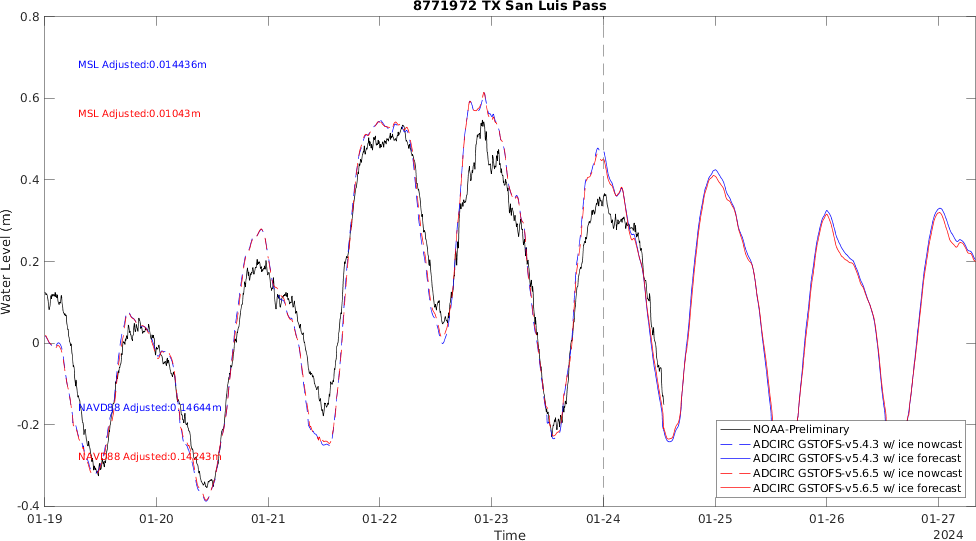 8771972 TX San Luis Pass
0.8
MSL Adjusted:0.014436m
0.6
MSL Adjusted:0.01043m
0.4
Water Level (m)
0.2
0
NAVD88 Adjusted:0.14644m
-0.2
NOAA-Preliminary
ADCIRC GSTOFS-v5.4.3 w/ ice nowcast
NAVD88 Adjusted:0.14243m
ADCIRC GSTOFS-v5.4.3 w/ ice forecast
ADCIRC GSTOFS-v5.6.5 w/ ice nowcast
ADCIRC GSTOFS-v5.6.5 w/ ice forecast
-0.4
01-19 01-20 01-21 01-22 01-23 01-24 01-25 01-26 01-27
Time
2024